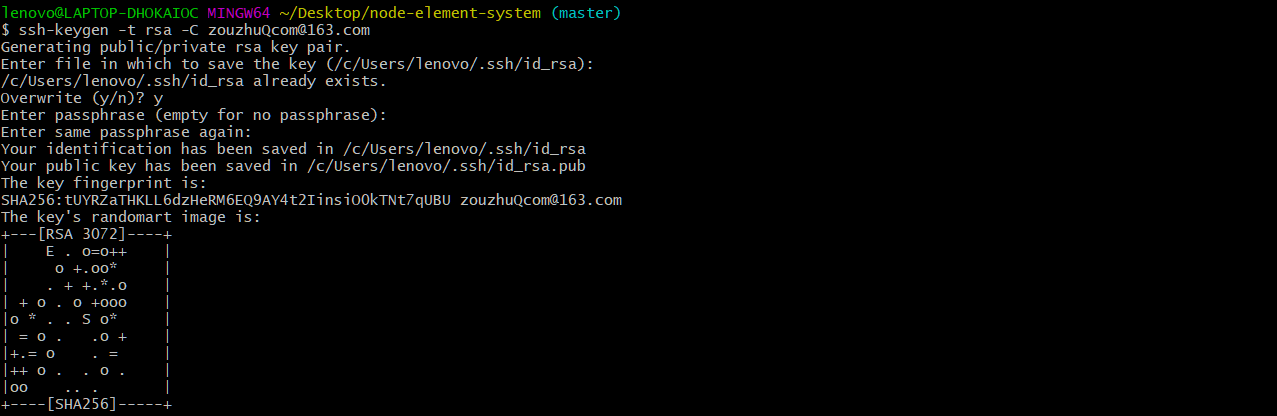 lenovo@LAPTOP-DHOKAIOC MINGW64 ~/Desktop/node-element-system (master)
$ ssh-keygen -t rsa -C zouzhuQcom@163.com
Generating public/private rsa key pair.
Enter file in which to save the key (/c/Users/lenovo/.ssh/id_rsa):
/c/Users/lenovo/.ssh/id_rsa already exists.
Overwrite (y/n)? y
Enter passphrase (empty for no passphrase):
Enter same passphrase again:
Your identification has been saved in /c/Users/lenovo/.ssh/id_rsa
Your public key has been saved in /c/Users/lenovo/.ssh/id_rsa.pub
The key fingerprint is:
SHA256:tUYRZaTHKLL6dzHeRM6EQ9AY4t2IinsiO0kTNt7qUBU zouzhuQcom@163.com
The key's randomart image is:
+---[RSA 3072]----+
|    E . o=o++    |
|     o +.oo*     |
|    . + +.*.o    |
| + o . o +ooo    |
|o * . . S o*     |
| = o .   .o +    |
|+.= o    . =     |
|++ o .  . o .    |
|oo    .. .       |
+----[SHA256]-----+